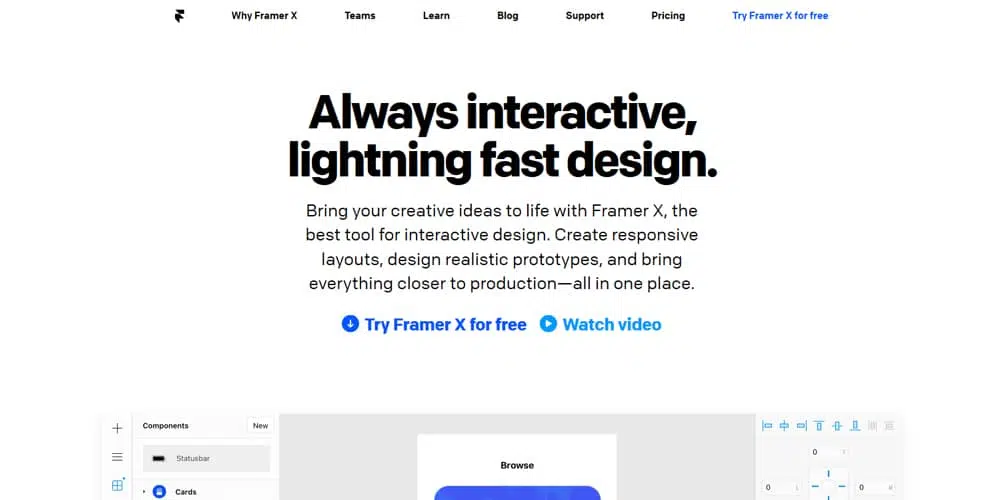 Why Framer X Teams Learn Blog Support Pricing Try Framer X for free
Always interactive,
lightning fast design.
Bring your creative ideas to life with Framer X, the
best tool for interactive design. Create responsive
layouts, design realistic prototypes, and bring
everything closer to production—all in one place.
Try Framer X for free Watch video
Components New
Statusbar
Cards
Browse
0 T
0 L
0 R